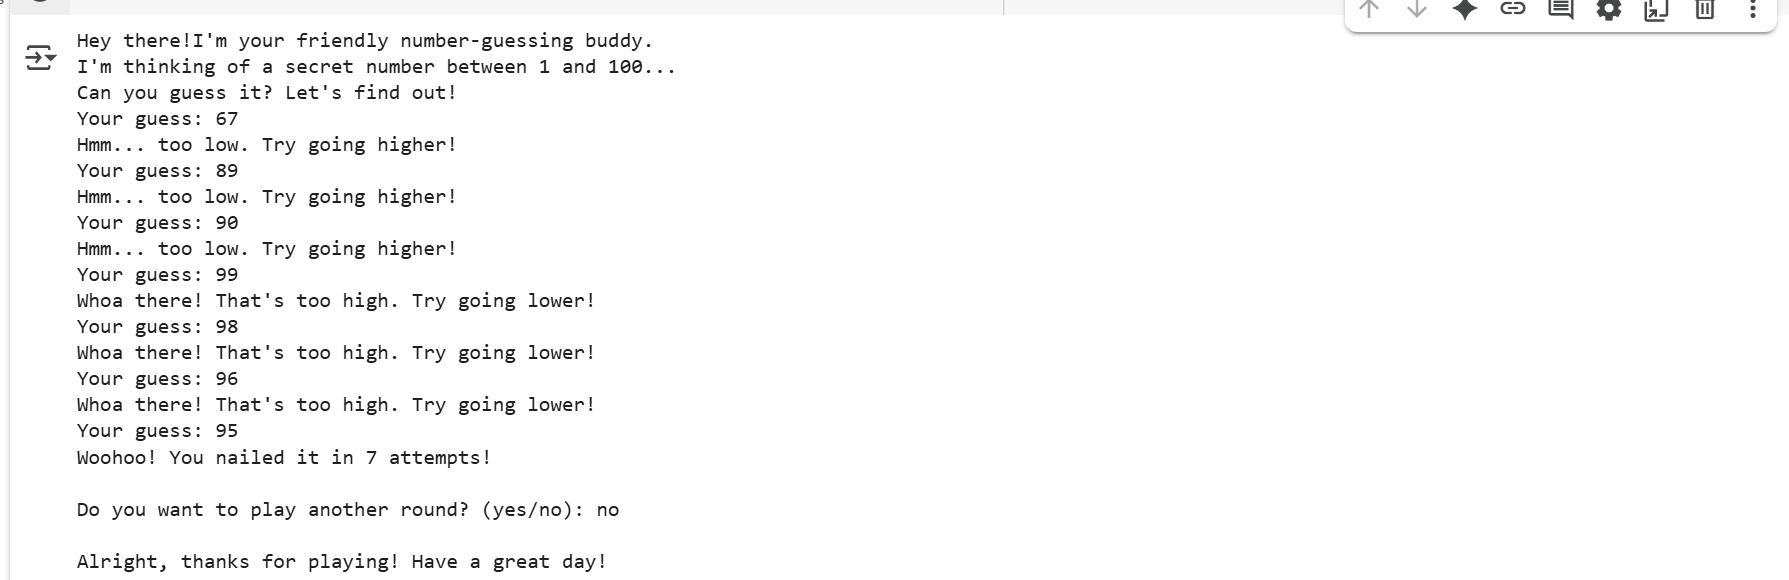 Hey there!I'm your friendly number-guessing buddy.
I'm thinking of a secret number between 1 and 100...
Can you guess it? Let's find out!
Your guess: 67
Hmm... too low. Try going higher!
Your guess: 89
Hmm... too low. Try going higher!
Your guess: 90
Hmm... too low. Try going higher!
Your guess: 99
Whoa there! That's too high. Try going lower!
Your guess: 98
Whoa there! That's too high. Try going lower!
Your guess: 96
Whoa there! That's too high. Try going lower!
Your guess: 95
Woohoo! You nailed it in 7 attempts!
Do you want to play another round? (yes/no): no
Alright, thanks for playing! Have a great day!